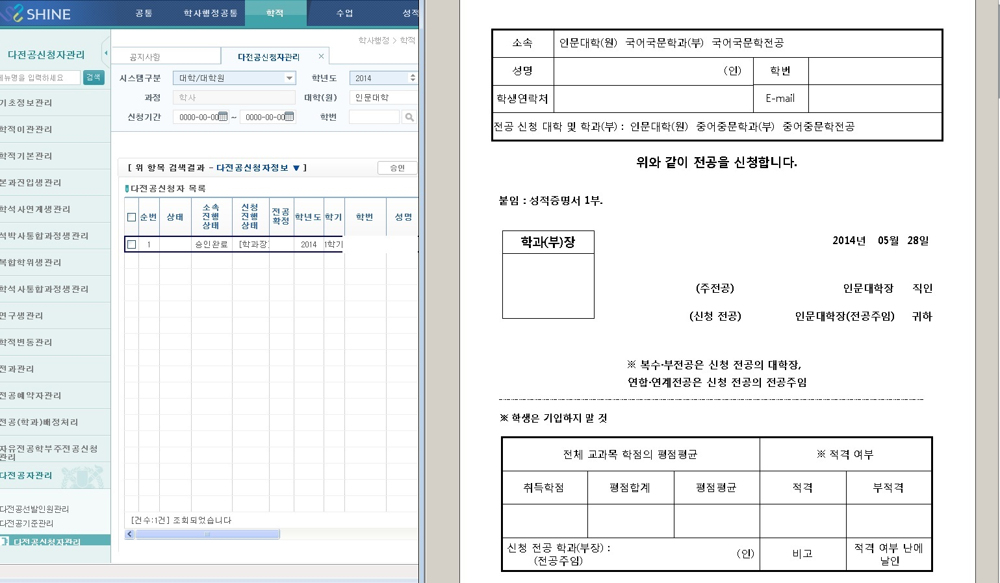 SHINE
공통
학사행정공통
학적
수업
성적
학사행정 > 학적
다전공신청자관리
메뉴명을 입력하세요
검색
기초정보관리
학적이관관리
학적기본관리
본과진입생관리
학석사연계생관리
석박사통합과정생관리
복합학위생관리
학석사통합과정생관리
연구생관리
학적변동관리
전과관리
전공예약자관리
전공(학과)배정처리
자유전공학부주전공신청
관리
다전공자관리
다전공선발인원관리
다전공기준관리
다전공신청자관리
공지사항
다전공신청자관리
시스템구분 대학/대학원 학년도 2014
과정 학사 대학(원) 인문대학
신청기간 0000-00-00 ~ 0000-00-00 학번
[ 위 항목 검색결과 - 다전공신청자정보 ▼ ]
승인
다전공신청자 목록
순번 상태 소속 진행 상태 신청 진행 상태 전공 확정 학년도 학기 학번 성명
1 승인완료 [학과장] 2014 1학기
[건수:1건] 조회되었습니다
소속 인문대학(원) 국어국문학과(부) 국어국문학전공
성명 (인) 학번
학생연락처 E-mail
전공 신청 대학 및 학과(부) : 인문대학(원) 중어중문학과(부) 중어중문학전공
위와 같이 전공을 신청합니다.
붙임 : 성적증명서 1부.
학과(부)장
2014년 05월 28일
(주전공) 인문대학장 직인
(신청 전공) 인문대학장(전공주임) 귀하
※ 복수·부전공은 신청 전공의 대학장,
연합·연계전공은 신청 전공의 전공주임
※ 학생은 기입하지 말 것
전체 교과목 학점의 평점평균 ※ 적격 여부
취득학점 평점합계 평점평균 적격 부적격
신청 전공 학과(부장) :
(전공주임) (인) 비고 적격 여부 난에
날인